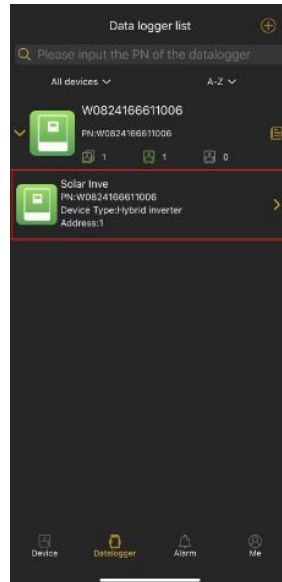 Data logger list
Please input the PN of the datalogger
All devices
A-Z
W0824166611006
PN:W0824166611006
1 1 0
Solar Inve
PN:W0824166611006
Device Type:Hybrid inverter
Address:1
Device Datalogger Alarm Me